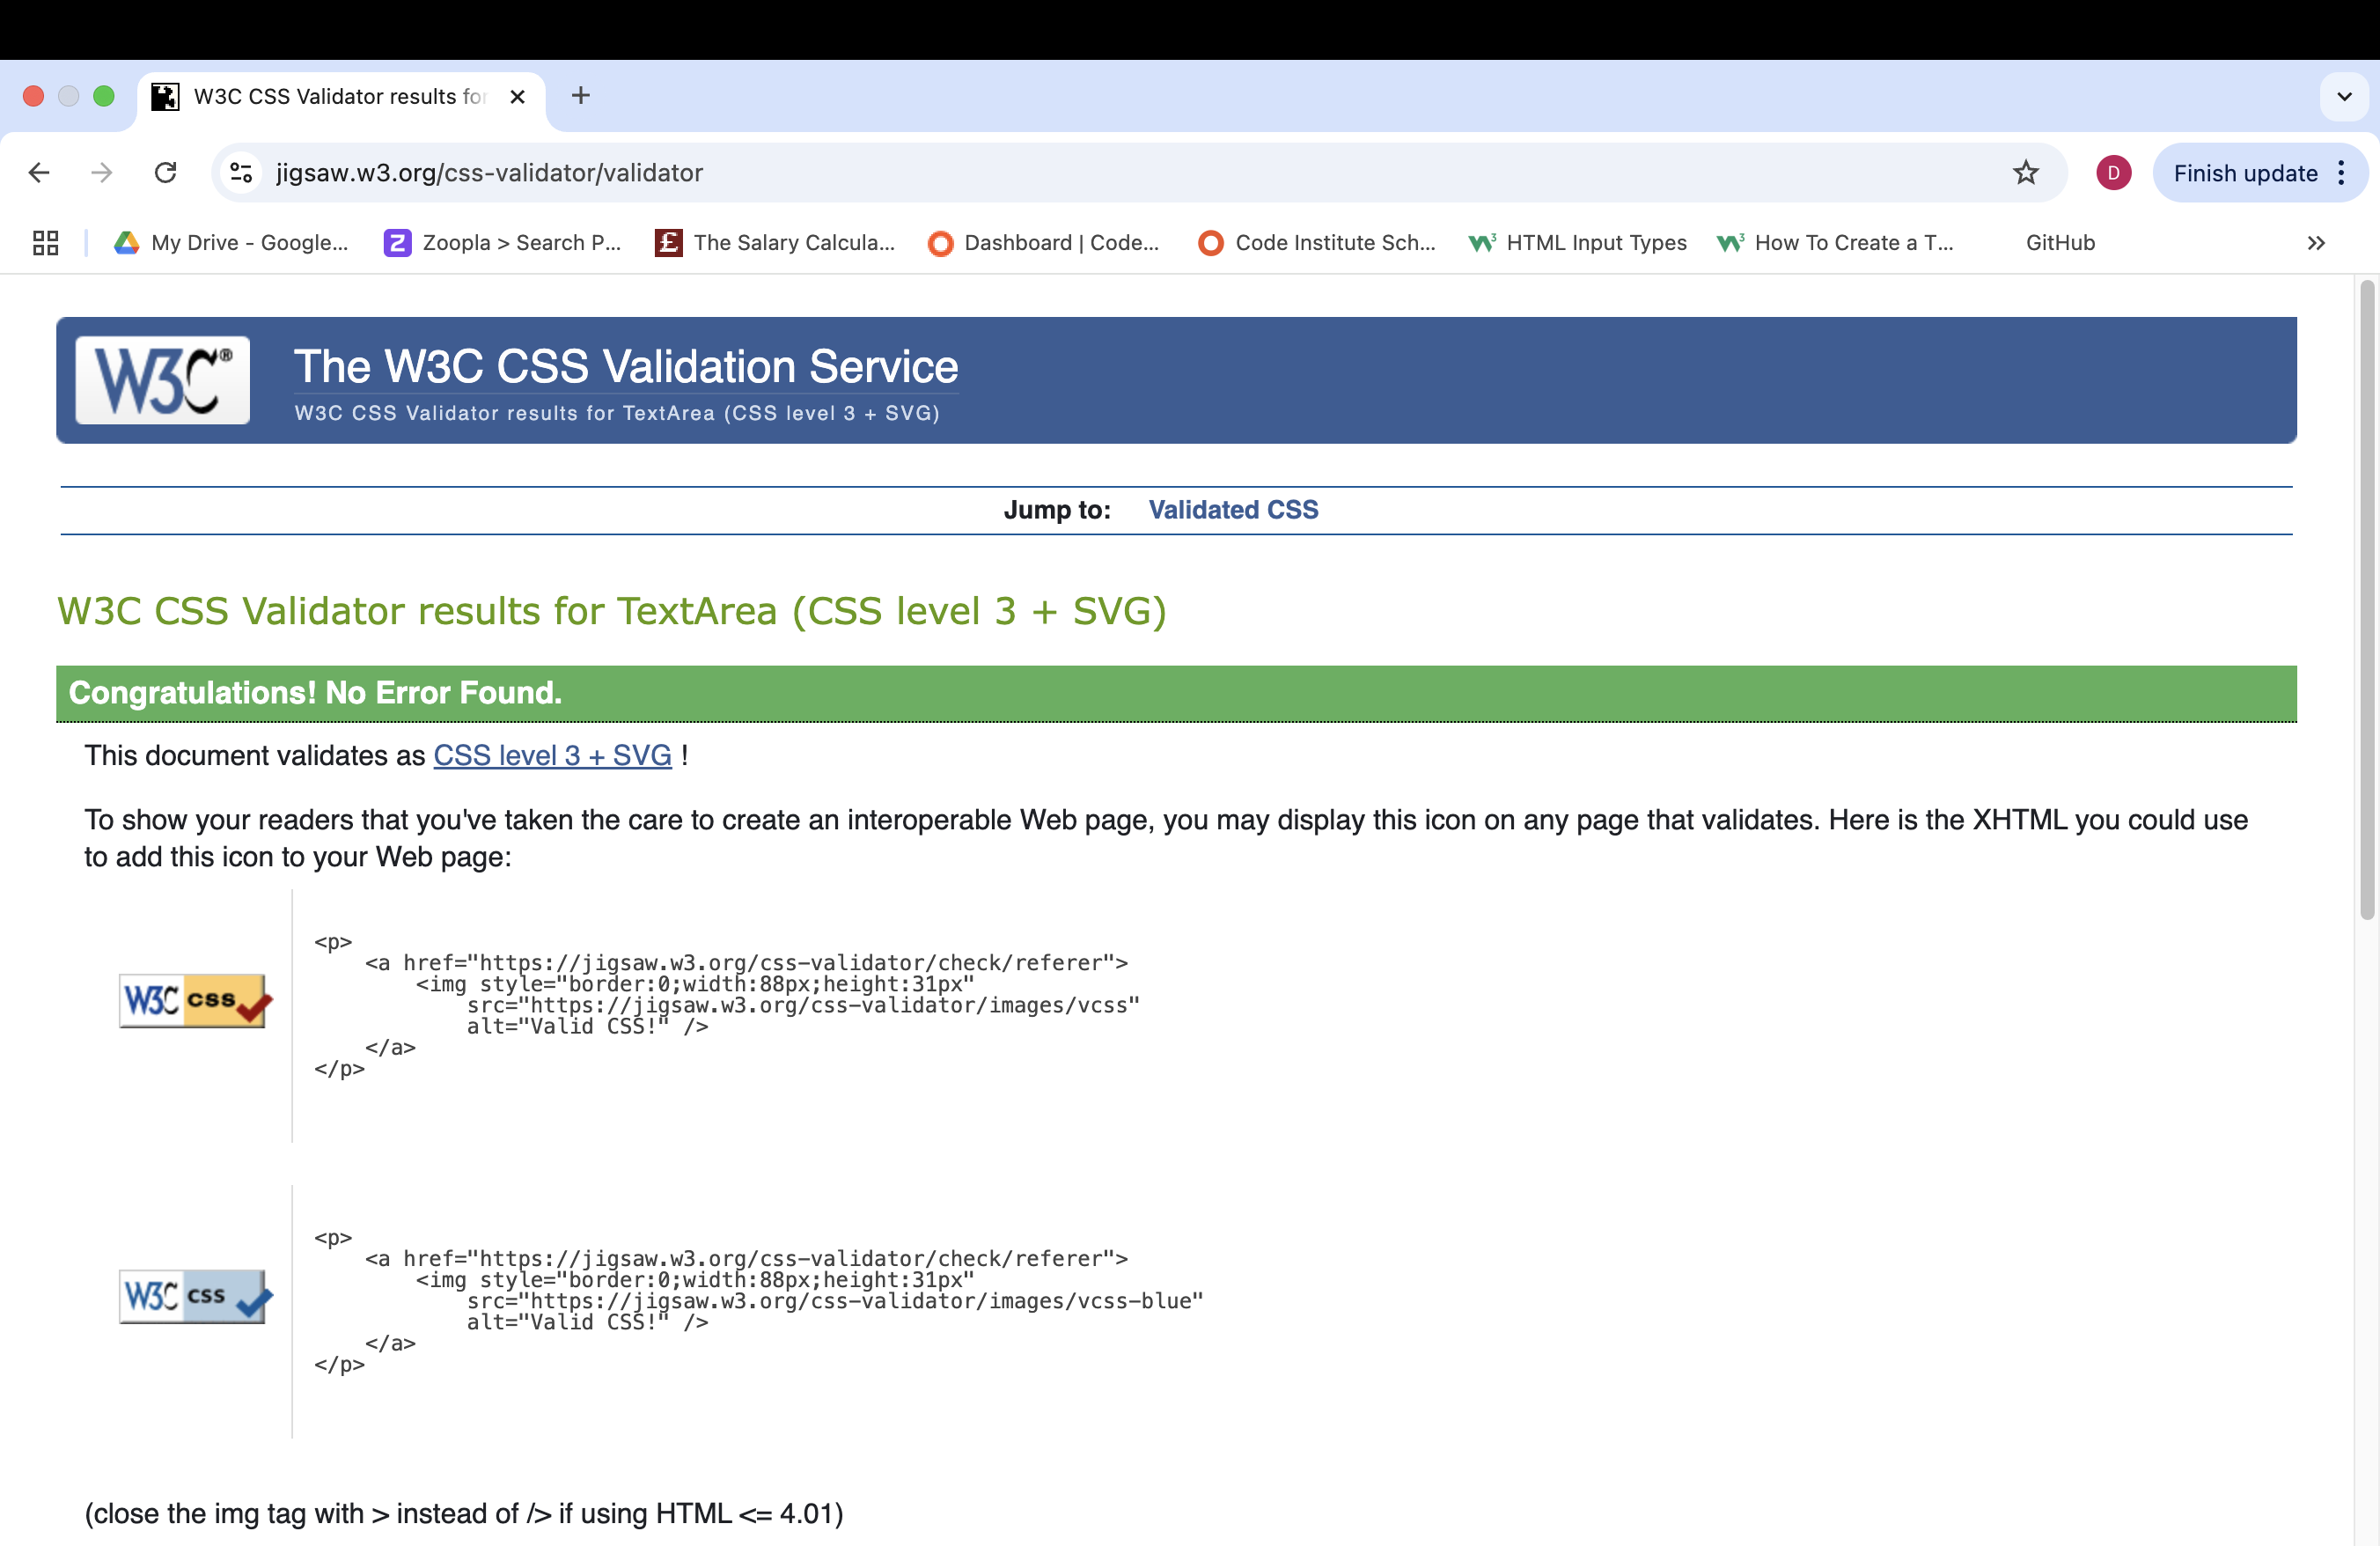 W3C CSS Validator results for
jigsaw.w3.org/css-validator/validator
D
Finish update
My Drive - Google...
Zoopla > Search P...
The Salary Calcula...
Dashboard | Code...
Code Institute Sch...
HTML Input Types
How To Create a T...
GitHub
W3C®
The W3C CSS Validation Service
W3C CSS Validator results for TextArea (CSS level 3 + SVG)
Jump to: Validated CSS
W3C CSS Validator results for TextArea (CSS level 3 + SVG)
Congratulations! No Error Found.
This document validates as CSS level 3 + SVG !
To show your readers that you've taken the care to create an interoperable Web page, you may display this icon on any page that validates. Here is the XHTML you could use
to add this icon to your Web page:
W3C css
<p>
<a href="https://jigsaw.w3.org/css-validator/check/referer">
<img style="border:0;width:88px;height:31px"
src="https://jigsaw.w3.org/css-validator/images/vcss"
alt="Valid CSS!" />
</a>
</p>
W3C css
<p>
<a href="https://jigsaw.w3.org/css-validator/check/referer">
<img style="border:0;width:88px;height:31px"
src="https://jigsaw.w3.org/css-validator/images/vcss-blue"
alt="Valid CSS!" />
</a>
</p>
(close the img tag with > instead of /> if using HTML <= 4.01)